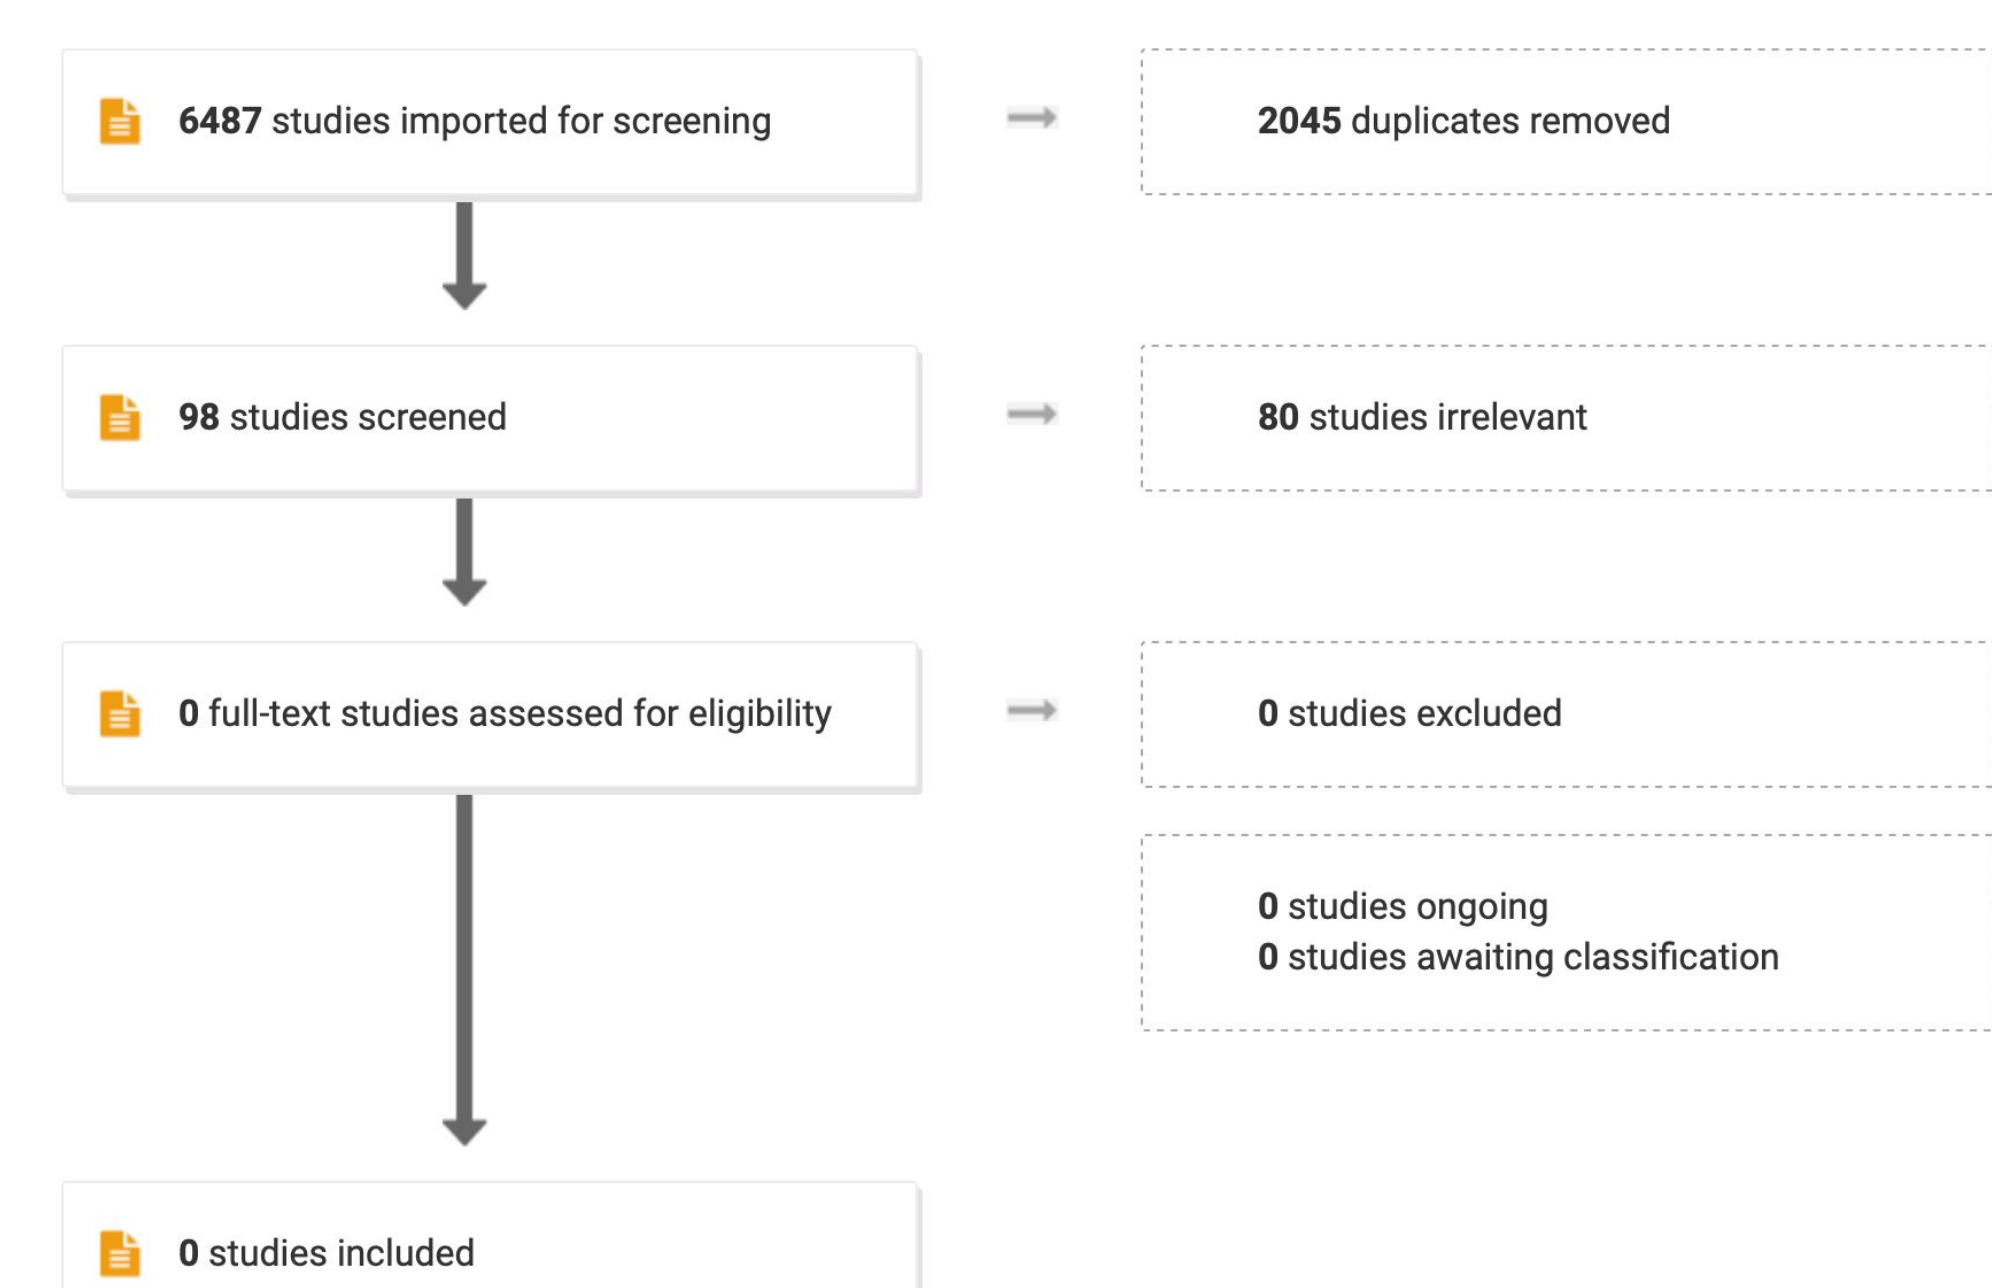 6487 studies imported for screening
2045 duplicates removed
98 studies screened
80 studies irrelevant
0 full-text studies assessed for eligibility
0 studies excluded
0 studies ongoing
0 studies awaiting classification
0 studies included